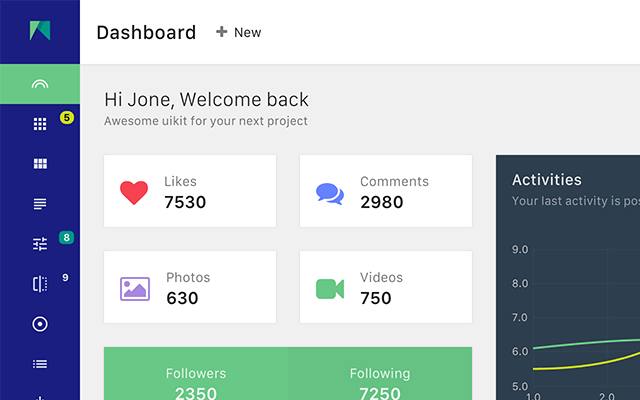 Dashboard
+ New
Hi Jone, Welcome back
Awesome uikit for your next project
5
8
9
Likes
7530
Comments
2980
Photos
630
Videos
750
Followers
2350
Following
7250
Activities
Your last activity is pos
9.0
8.0
7.0
6.0
5.0
1.0
2.0